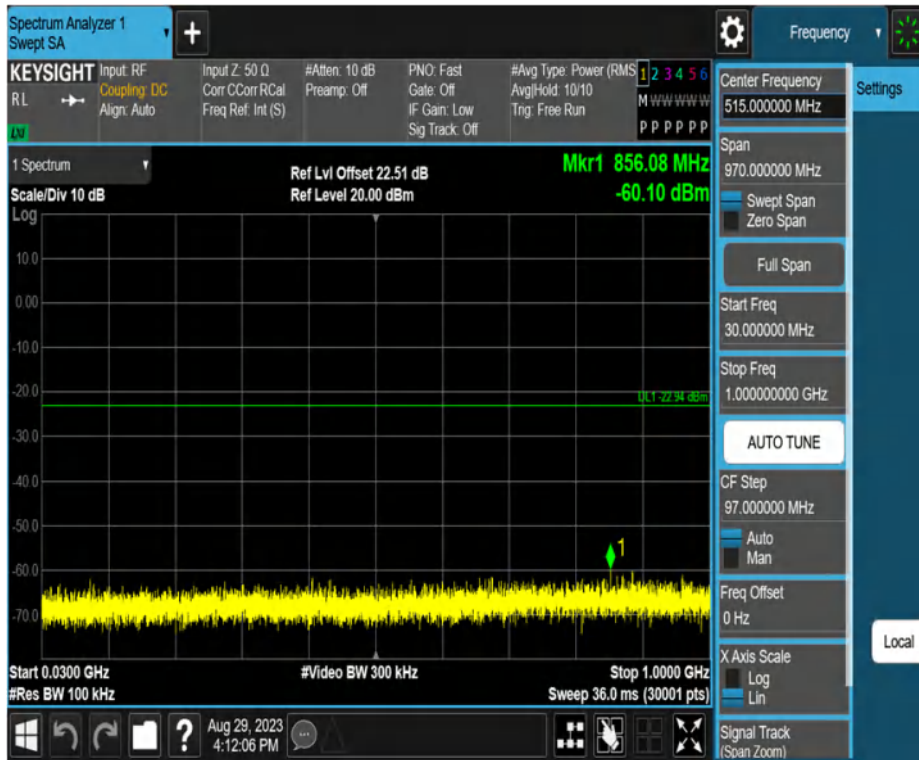 Spectrum Analyzer 1
Swept SA
+
Frequency
KEYSIGHT
R L
LXI
Input: RF
Coupling: DC
Align: Auto
Input Z: 50 Ω
Corr CCorr RCal
Freq Ref: Int (S)
#Atten: 10 dB
Preamp: Off
PNO: Fast
Gate: Off
IF Gain: Low
Sig Track: Off
#Avg Type: Power (RMS
Avg|Hold: 10/10
Trig: Free Run
1 2 3 4 5 6
M W W W W W
P P P P P P
Center Frequency
515.000000 MHz
Settings
1 Spectrum
Scale/Div 10 dB
Ref Lvl Offset 22.51 dB
Ref Level 20.00 dBm
Mkr1 856.08 MHz
-60.10 dBm
Span
970.000000 MHz
Swept Span
Zero Span
Full Span
Start Freq
30.000000 MHz
Stop Freq
1.000000000 GHz
AUTO TUNE
CF Step
97.000000 MHz
Auto
Man
Freq Offset
0 Hz
X Axis Scale
Log
Lin
Signal Track
(Span Zoom)
Local
Log
10.0
0.00
-10.0
-20.0
DL1 -22.94 dBm
-30.0
-40.0
-50.0
1
-60.0
-70.0
Start 0.0300 GHz
#Video BW 300 kHz
Stop 1.0000 GHz
#Res BW 100 kHz
Sweep 36.0 ms (30001 pts)
?
Aug 29, 2023
4:12:06 PM